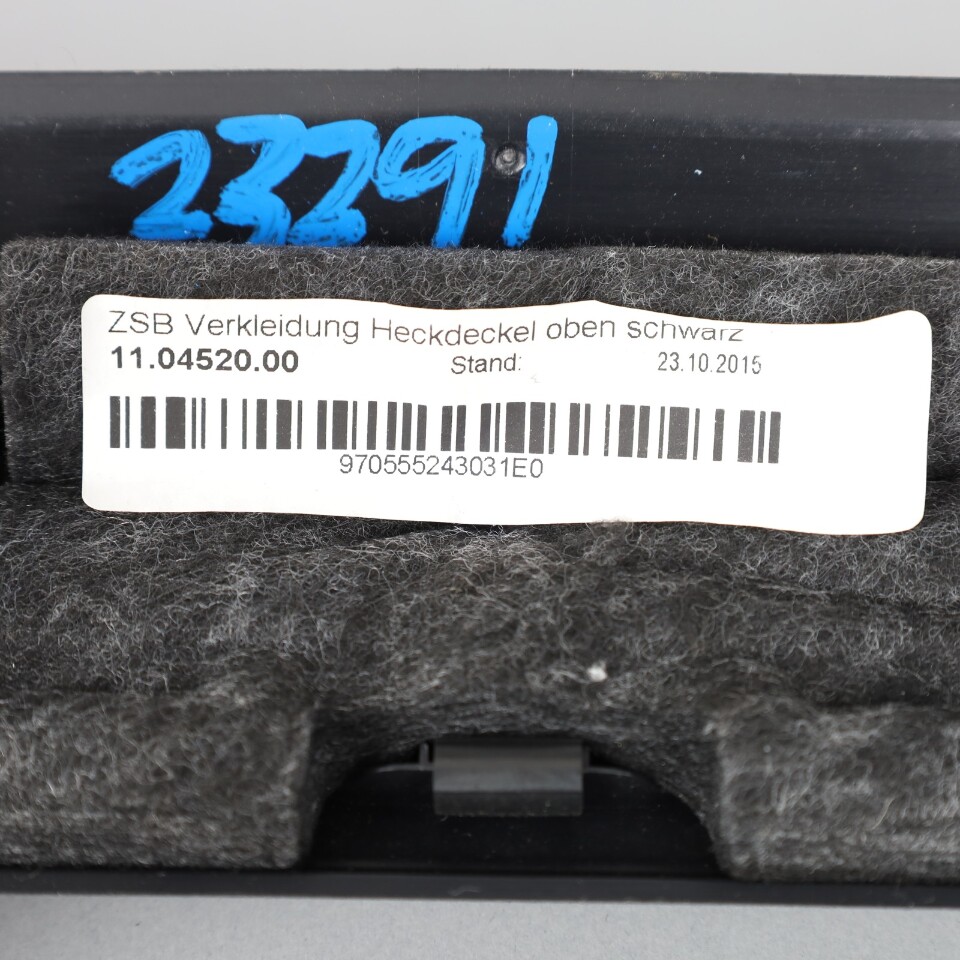 23291
ZSB Verkleidung Heckdeckel oben schwarz
11.04520.00 Stand: 23.10.2015
970555243031E0